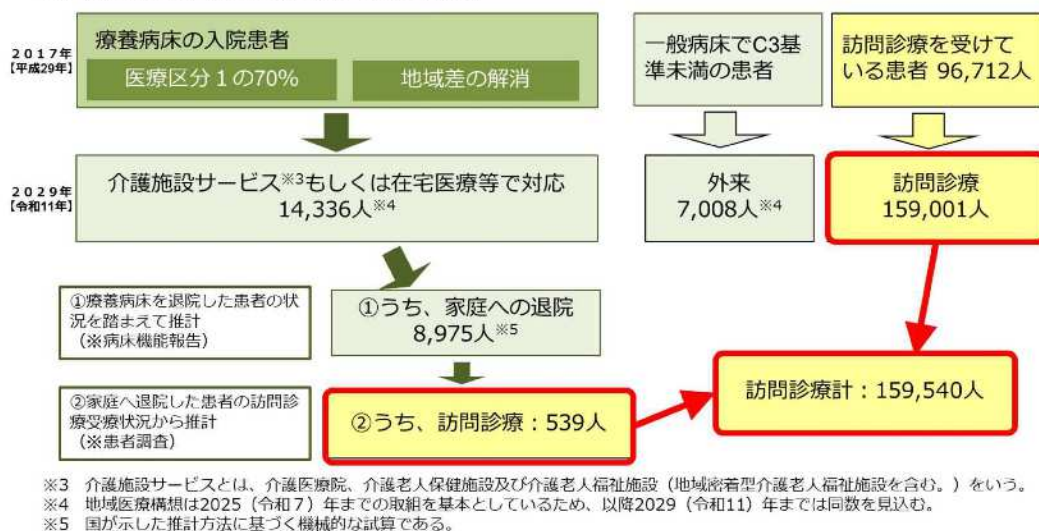 2017年
【平成29年】
療養病床の入院患者
医療区分1の70%
地域差の解消
一般病床でC3基
準未満の患者
訪問診療を受けて
いる患者 96,712人
2029年
【令和11年】
介護施設サービス※3もしくは在宅医療等で対応
14,336人※4
外来
7,008人※4
訪問診療
159,001人
①療養病床を退院した患者の状
況を踏まえて推計
(※病床機能報告)
①うち、家庭への退院
8,975人※5
②家庭へ退院した患者の訪問診
療受療状況から推計
(※患者調査)
②うち、訪問診療:539人
訪問診療計:159,540人
※3 介護施設サービスとは、介護医療院、介護老人保健施設及び介護老人福祉施設(地域密着型介護老人福祉施設を含む。)をいう。
※4 地域医療構想は2025(令和7)年までの取組を基本としているため、以降2029(令和11)年までは同数を見込む。
※5 国が示した推計方法に基づく機械的な試算である。